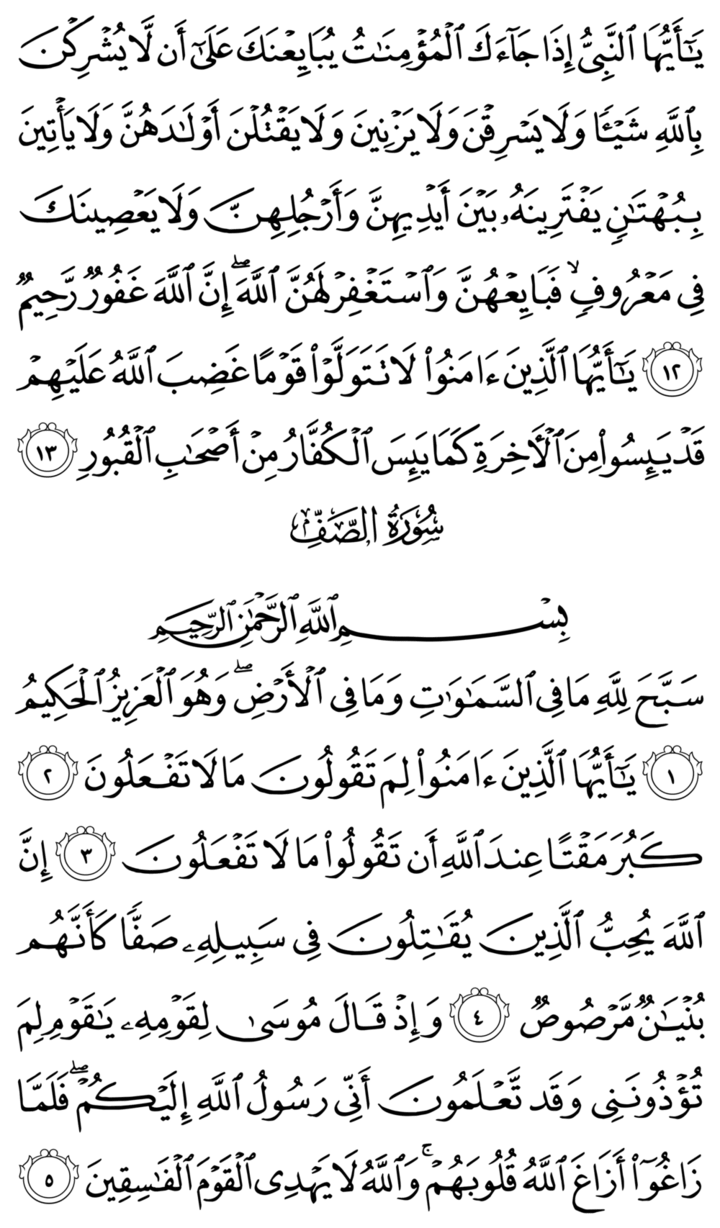 يَـٰٓأَيُّهَا ٱلنَّبِىُّ إِذَا جَآءَكَ ٱلْمُؤْمِنَـٰتُ يُبَايِعْنَكَ عَلَىٰٓ أَن لَّا يُشْرِكْنَ
بِٱللَّهِ شَيْـًٔا وَلَا يَسْرِقْنَ وَلَا يَزْنِينَ وَلَا يَقْتُلْنَ أَوْلَـٰدَهُنَّ وَلَا يَأْتِينَ
بِبُهْتَـٰنٍ يَفْتَرِينَهُۥ بَيْنَ أَيْدِيهِنَّ وَأَرْجُلِهِنَّ وَلَا يَعْصِينَكَ
فِى مَعْرُوفٍ ۙ فَبَايِعْهُنَّ وَٱسْتَغْفِرْ لَهُنَّ ٱللَّهَ ۖ إِنَّ ٱللَّهَ غَفُورٌ رَّحِيمٌ
١٢ يَـٰٓأَيُّهَا ٱلَّذِينَ ءَامَنُوا۟ لَا تَتَوَلَّوْا۟ قَوْمًا غَضِبَ ٱللَّهُ عَلَيْهِمْ
قَدْ يَئِسُوا۟ مِنَ ٱلْـَٔاخِرَةِ كَمَا يَئِسَ ٱلْكُفَّارُ مِنْ أَصْحَـٰبِ ٱلْقُبُورِ ١٣
سُورَةُ الصَّفِّ
بِسْمِ ٱللَّهِ ٱلرَّحْمَـٰنِ ٱلرَّحِيمِ
سَبَّحَ لِلَّهِ مَا فِى ٱلسَّمَـٰوَٰتِ وَمَا فِى ٱلْأَرْضِ ۖ وَهُوَ ٱلْعَزِيزُ ٱلْحَكِيمُ
١ يَـٰٓأَيُّهَا ٱلَّذِينَ ءَامَنُوا۟ لِمَ تَقُولُونَ مَا لَا تَفْعَلُونَ ٢
كَبُرَ مَقْتًا عِندَ ٱللَّهِ أَن تَقُولُوا۟ مَا لَا تَفْعَلُونَ ٣ إِنَّ
ٱللَّهَ يُحِبُّ ٱلَّذِينَ يُقَـٰتِلُونَ فِى سَبِيلِهِۦ صَفًّا كَأَنَّهُم
بُنْيَـٰنٌ مَّرْصُوصٌ ٤ وَإِذْ قَالَ مُوسَىٰ لِقَوْمِهِۦ يَـٰقَوْمِ لِمَ
تُؤْذُونَنِى وَقَد تَّعْلَمُونَ أَنِّى رَسُولُ ٱللَّهِ إِلَيْكُمْ ۖ فَلَمَّا
زَاغُوٓا۟ أَزَاغَ ٱللَّهُ قُلُوبَهُمْ ۚ وَٱللَّهُ لَا يَهْدِى ٱلْقَوْمَ ٱلْفَـٰسِقِينَ ٥